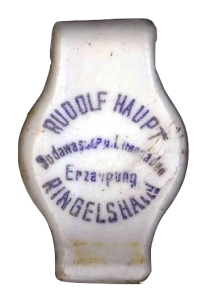 RUDOLF HAUPT
Sodawasser u. Limonaden
Erzeugung
RINGELSHAIN